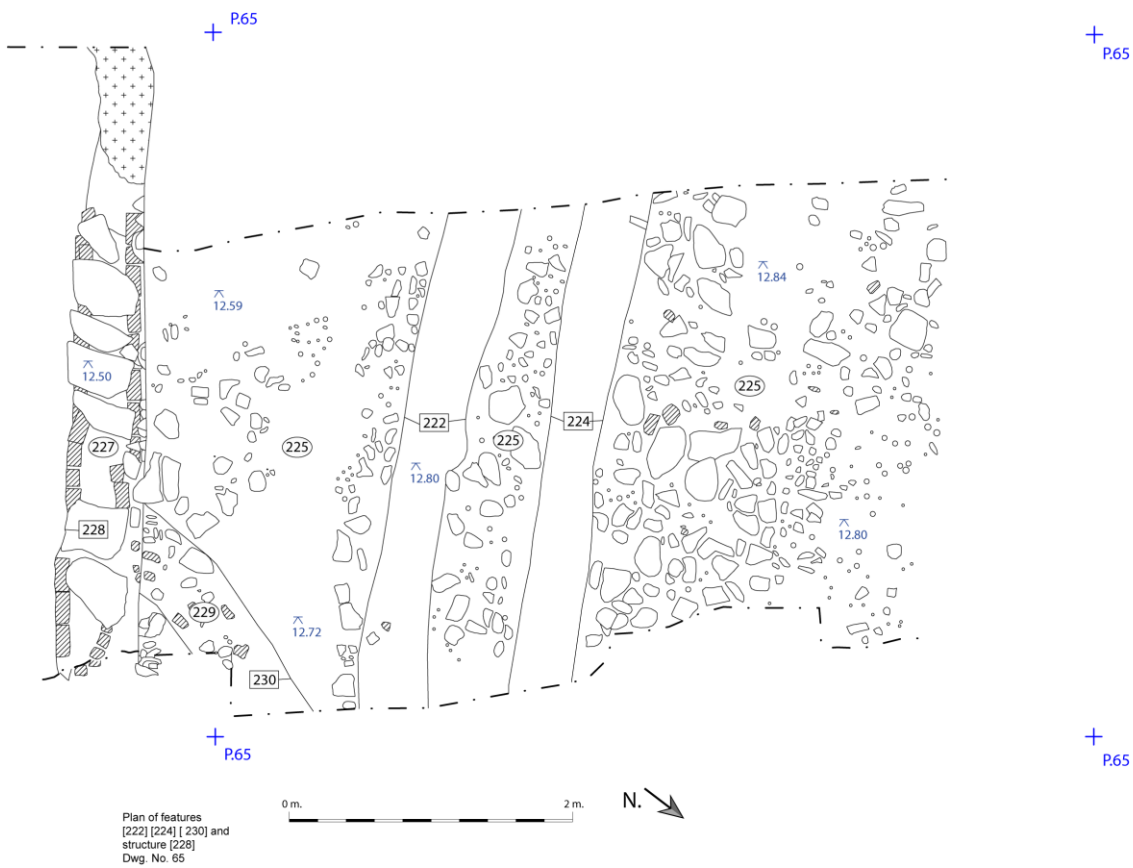 P.65
P.65
12.59
12.84
12.50
222
225
224
225
227
225
12.80
228
12.80
229
12.72
230
P.65
P.65
0 m.
2 m.
N.
Plan of features
[222] [224] [ 230] and
structure [228]
Dwg. No. 65